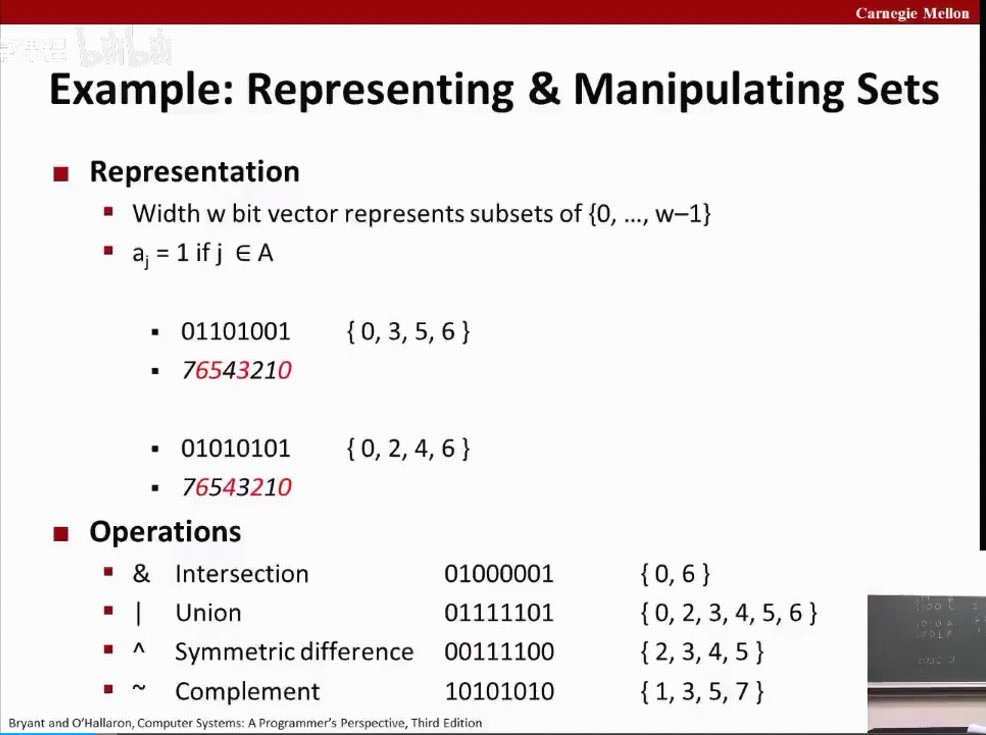 Carnegie Mellon
bilibili
Example: Representing & Manipulating Sets
Representation
Width w bit vector represents subsets of {0, …, w–1}
aj = 1 if j ∈ A
01101001 { 0, 3, 5, 6 }
76543210
01010101 { 0, 2, 4, 6 }
76543210
Operations
& Intersection 01000001 { 0, 6 }
| Union 01111101 { 0, 2, 3, 4, 5, 6 }
^ Symmetric difference 00111100 { 2, 3, 4, 5 }
~ Complement 10101010 { 1, 3, 5, 7 }
Bryant and O’Hallaron, Computer Systems: A Programmer’s Perspective, Third Edition